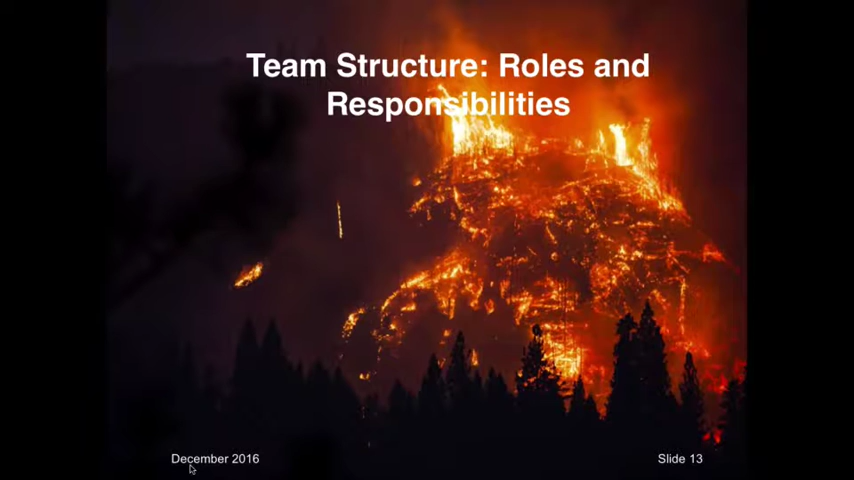 Team Structure: Roles and
Responsibilities
December 2016
Slide 13